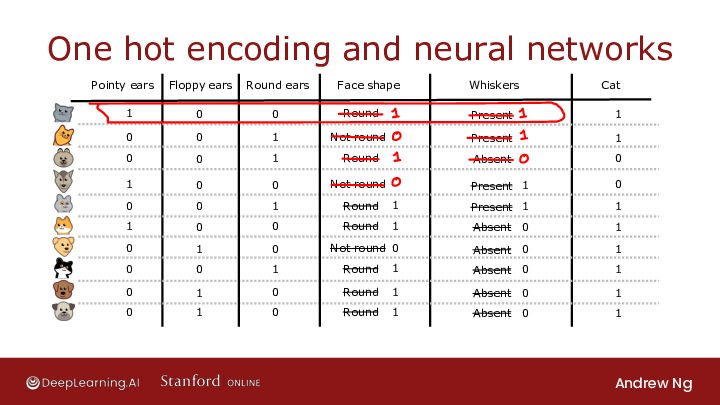 One hot encoding and neural networks
Pointy ears Floppy ears Round ears Face shape Whiskers Cat
1 0 0 Round 1 Present 1 1
0 0 1 Not round 0 Present 1 1
0 0 1 Round 1 Absent 0 0
1 0 0 Not round 0 Present 1 0
0 0 1 Round 1 Present 1 1
1 0 0 Round 1 Absent 0 1
0 1 0 Not round 0 Absent 0 1
0 0 1 Round 1 Absent 0 1
0 1 0 Round 1 Absent 0 1
0 1 0 Round 1 Absent 0 1
DeepLearning.AI Stanford ONLINE Andrew Ng